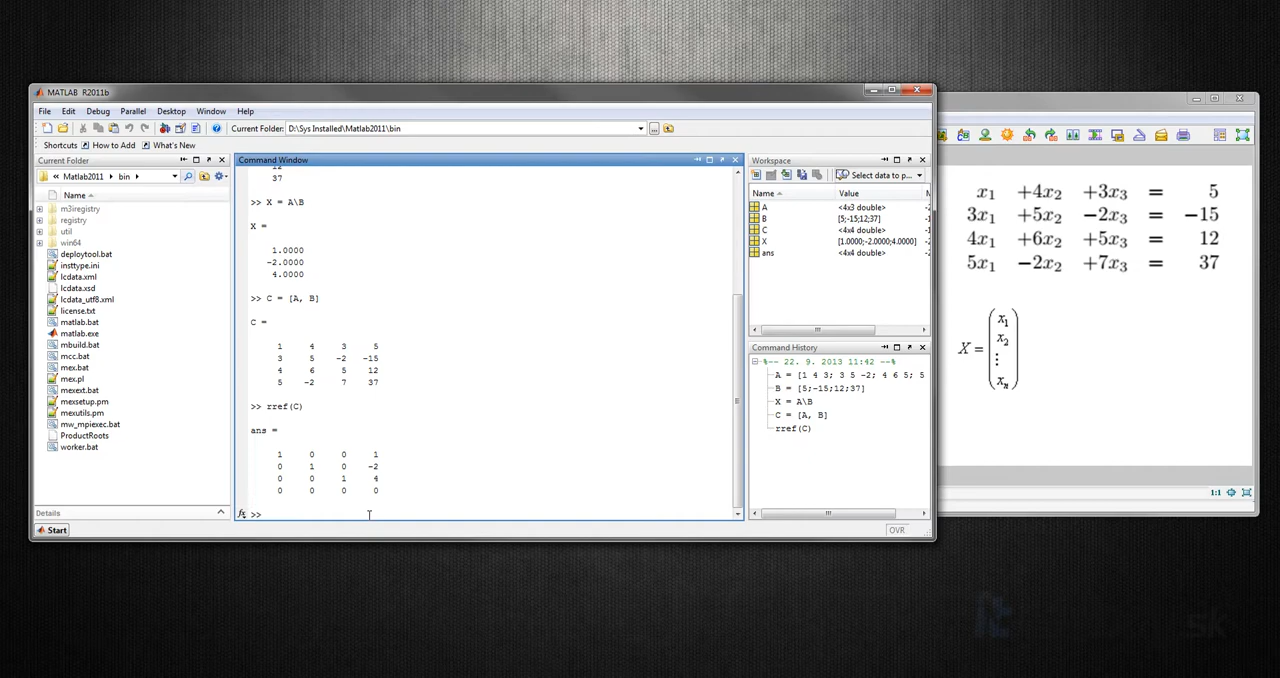 MATLAB R2011b
File Edit Debug Parallel Desktop Window Help
Current Folder: D:\Sys Installed\Matlab2011\bin
Shortcuts How to Add What's New
Current Folder
« Matlab2011 bin
Name
m3iregistry
registry
util
win64
deploytool.bat
insttype.ini
lcdata.xml
lcdata.xsd
lcdata_utf8.xml
license.txt
matlab.bat
matlab.exe
mbuild.bat
mcc.bat
mex.bat
mex.pl
mexext.bat
mexsetup.pm
mexutils.pm
mw_mpiexec.bat
ProductRoots
worker.bat
Details
Start
Command Window
12
37
>> X = A\B
X =
1.0000
-2.0000
4.0000
>> C = [A, B]
C =
1 4 3 5
3 5 -2 -15
4 6 5 12
5 -2 7 37
>> rref(C)
ans =
1 0 0 1
0 1 0 -2
0 0 1 4
0 0 0 0
fx >>
Workspace
Select data to p...
Name Value M
A <4x3 double> -2
B [5;-15;12;37] -2
C <4x4 double> -1
X [1.0000;-2.0000;4.0000] -2
ans <4x4 double> -2
Command History
%-- 22. 9. 2013 11:42 --%
A = [1 4 3; 3 5 -2; 4 6 5; 5
B = [5;-15;12;37]
X = A\B
C = [A, B]
rref(C)
OVR
x₁ +4x₂ +3x₃ = 5
3x₁ +5x₂ −2x₃ = −15
4x₁ +6x₂ +5x₃ = 12
5x₁ −2x₂ +7x₃ = 37
x₁
x₂
X = ⋮
xₙ
1:1